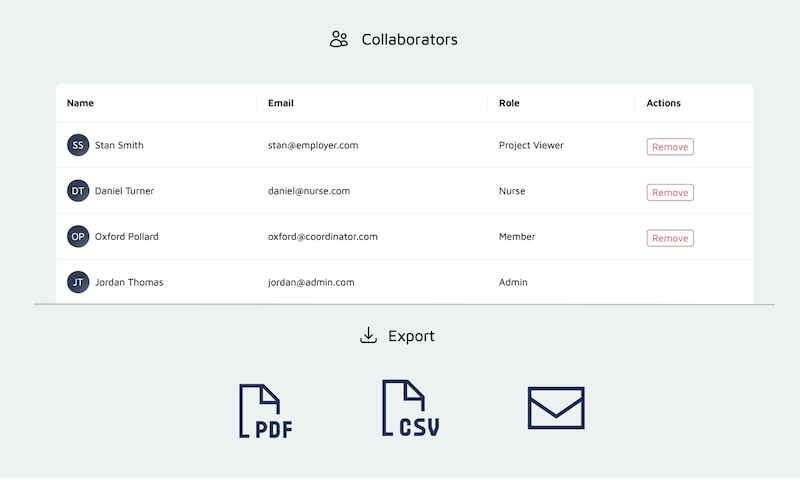 Collaborators
Name Email Role Actions
SS Stan Smith stan@employer.com Project Viewer Remove
DT Daniel Turner daniel@nurse.com Nurse Remove
OP Oxford Pollard oxford@coordinator.com Member Remove
JT Jordan Thomas jordan@admin.com Admin
Export
PDF CSV